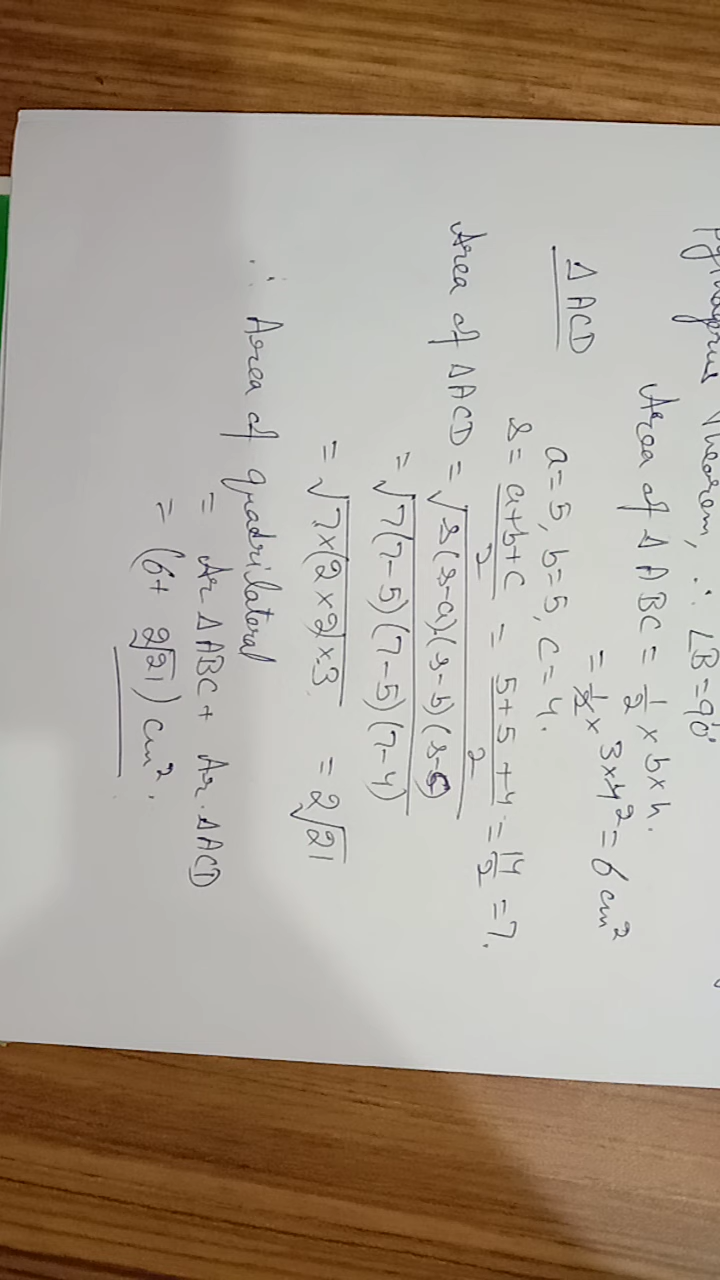 Pythagorus Theorem, ∴ ∠B = 90°
Area of ΔABC = 1/2 × b × h.
= 1/2 × 3 × 4 2 = 6 cm²
ΔACD
a = 5, b = 5, c = 4.
s = a+b+c / 2 = 5+5+4 / 2 = 14/2 = 7.
Area of ΔACD = √s(s-a)(s-b)(s-c)
= √7(7-5)(7-5)(7-4)
= √7×(2×2)×3 = 2√21
∴ Area of quadrilateral
= Ar ΔABC + Ar. ΔACD
= (6 + 2√21) cm².